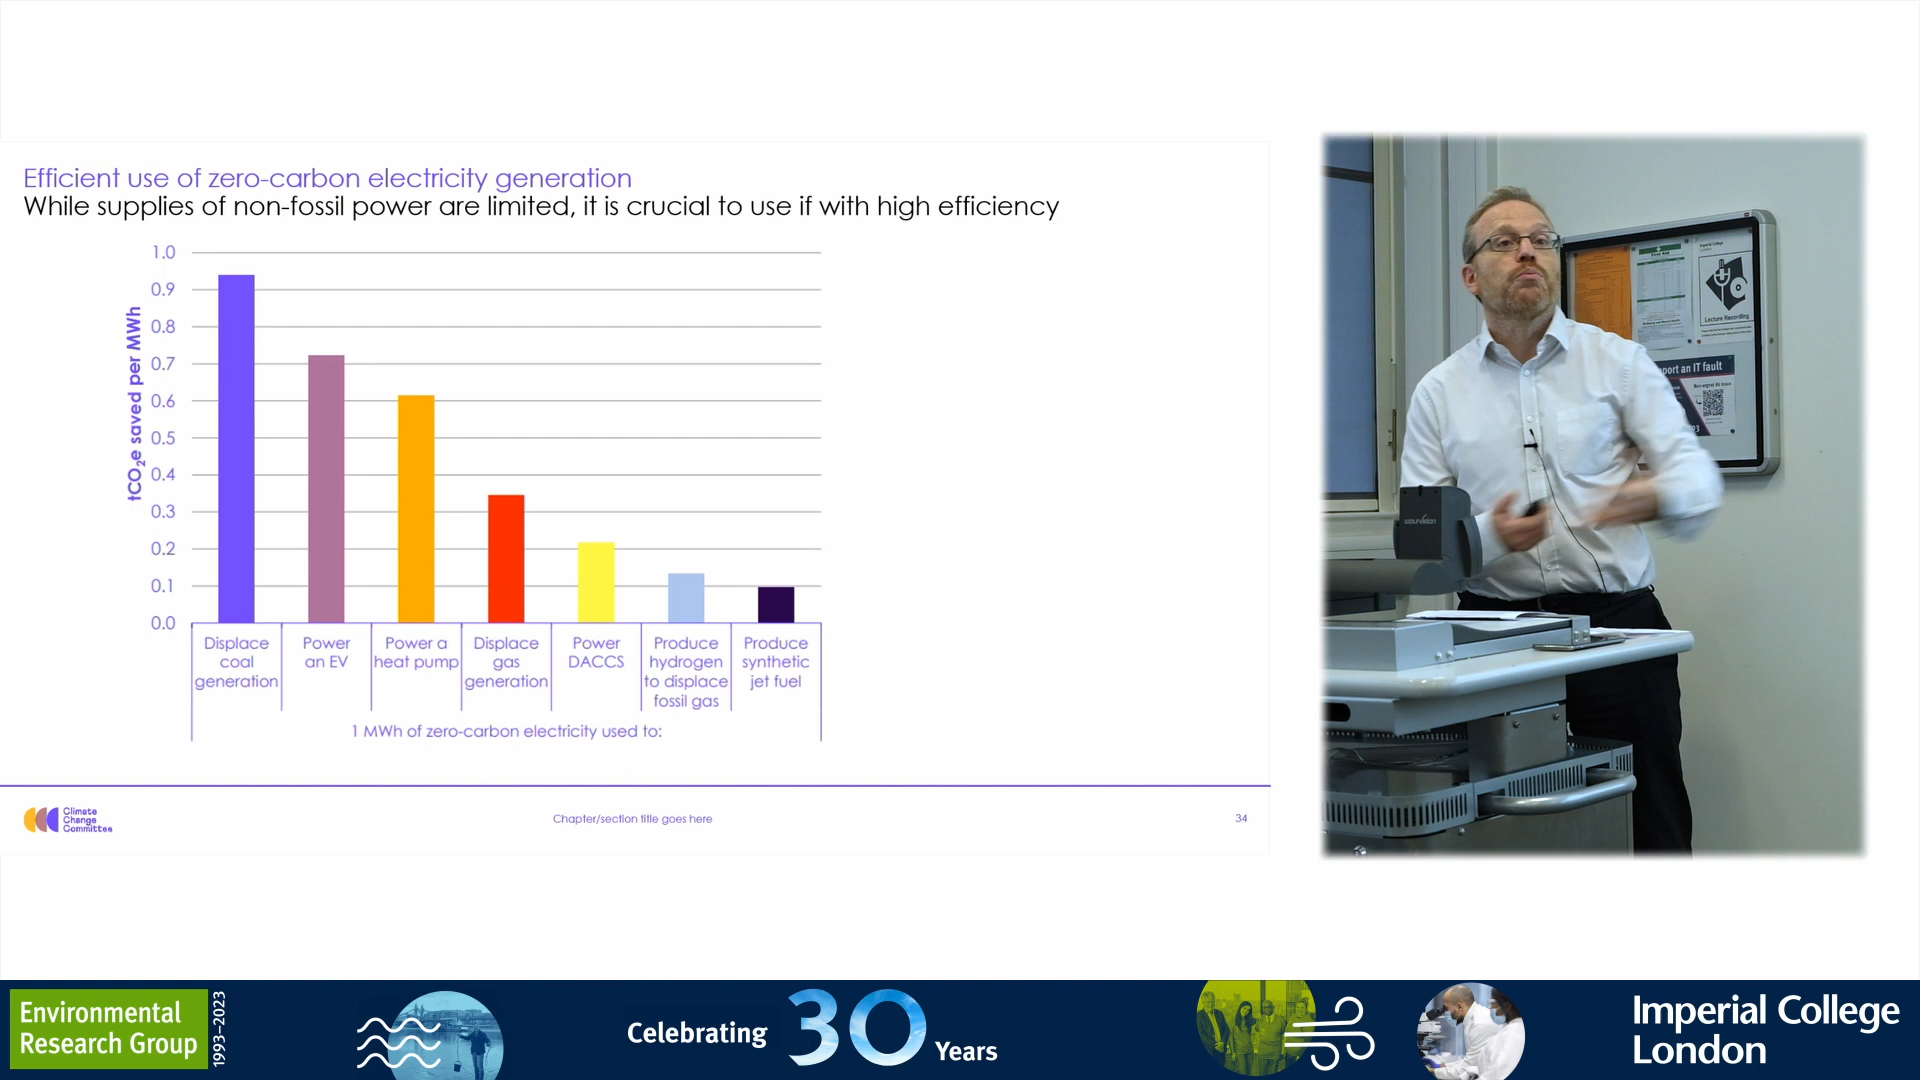 Efficient use of zero-carbon electricity generation
While supplies of non-fossil power are limited, it is crucial to use if with high efficiency
tCO2e saved per MWh
1.0
0.9
0.8
0.7
0.6
0.5
0.4
0.3
0.2
0.1
0.0
Displace
coal
generation
Power
an EV
Power a
heat pump
Displace
gas
generation
Power
DACCS
Produce
hydrogen
to displace
fossil gas
Produce
synthetic
jet fuel
1 MWh of zero-carbon electricity used to:
Climate
Change
Committee
Chapter/section title goes here
34
Lecture Recording
port an IT fault
Environmental
Research Group
1993–2023
Celebrating 30 Years
Imperial College
London